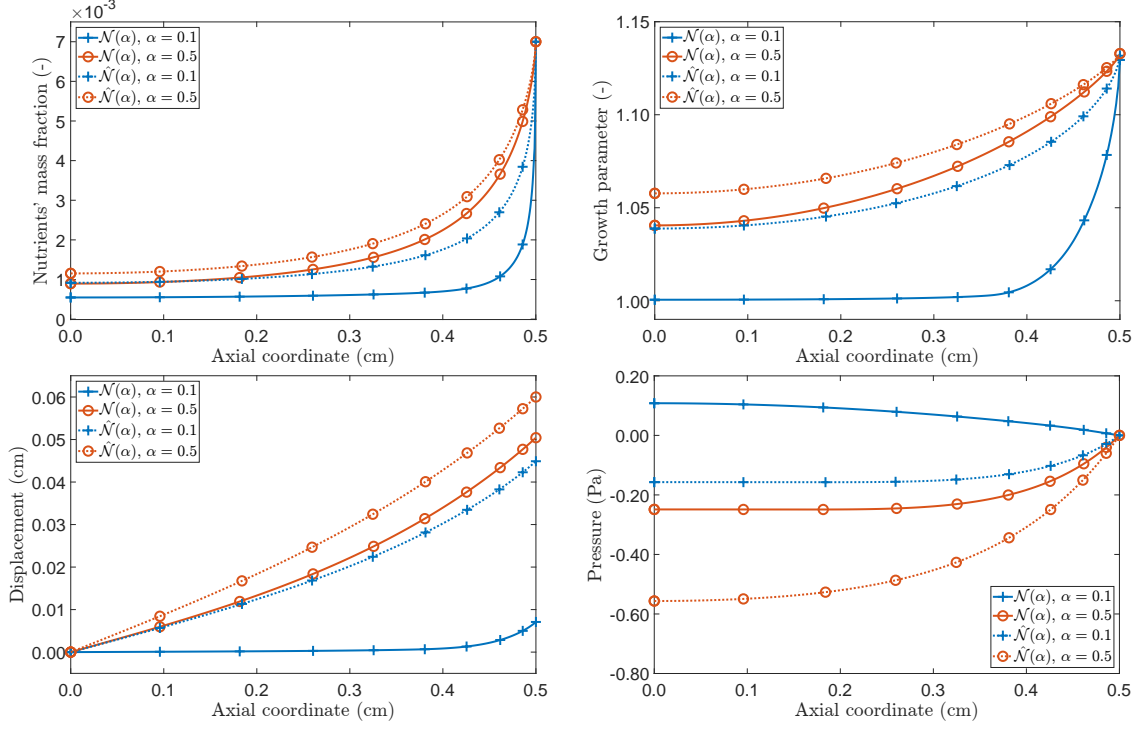 ×10⁻³
7
6
5
4
3
2
1
0
0.0 0.1 0.2 0.3 0.4 0.5
Nutrients' mass fraction (-)
Axial coordinate (cm)
𝒩(α), α = 0.1
𝒩(α), α = 0.5
𝒩̂(α), α = 0.1
𝒩̂(α), α = 0.5
1.15
1.10
1.05
1.00
0.0 0.1 0.2 0.3 0.4 0.5
Growth parameter (-)
Axial coordinate (cm)
𝒩(α), α = 0.1
𝒩(α), α = 0.5
𝒩̂(α), α = 0.1
𝒩̂(α), α = 0.5
0.06
0.05
0.04
0.03
0.02
0.01
0.00
0.0 0.1 0.2 0.3 0.4 0.5
Displacement (cm)
Axial coordinate (cm)
𝒩(α), α = 0.1
𝒩(α), α = 0.5
𝒩̂(α), α = 0.1
𝒩̂(α), α = 0.5
0.20
0.00
-0.20
-0.40
-0.60
-0.80
0.0 0.1 0.2 0.3 0.4 0.5
Pressure (Pa)
Axial coordinate (cm)
𝒩(α), α = 0.1
𝒩(α), α = 0.5
𝒩̂(α), α = 0.1
𝒩̂(α), α = 0.5